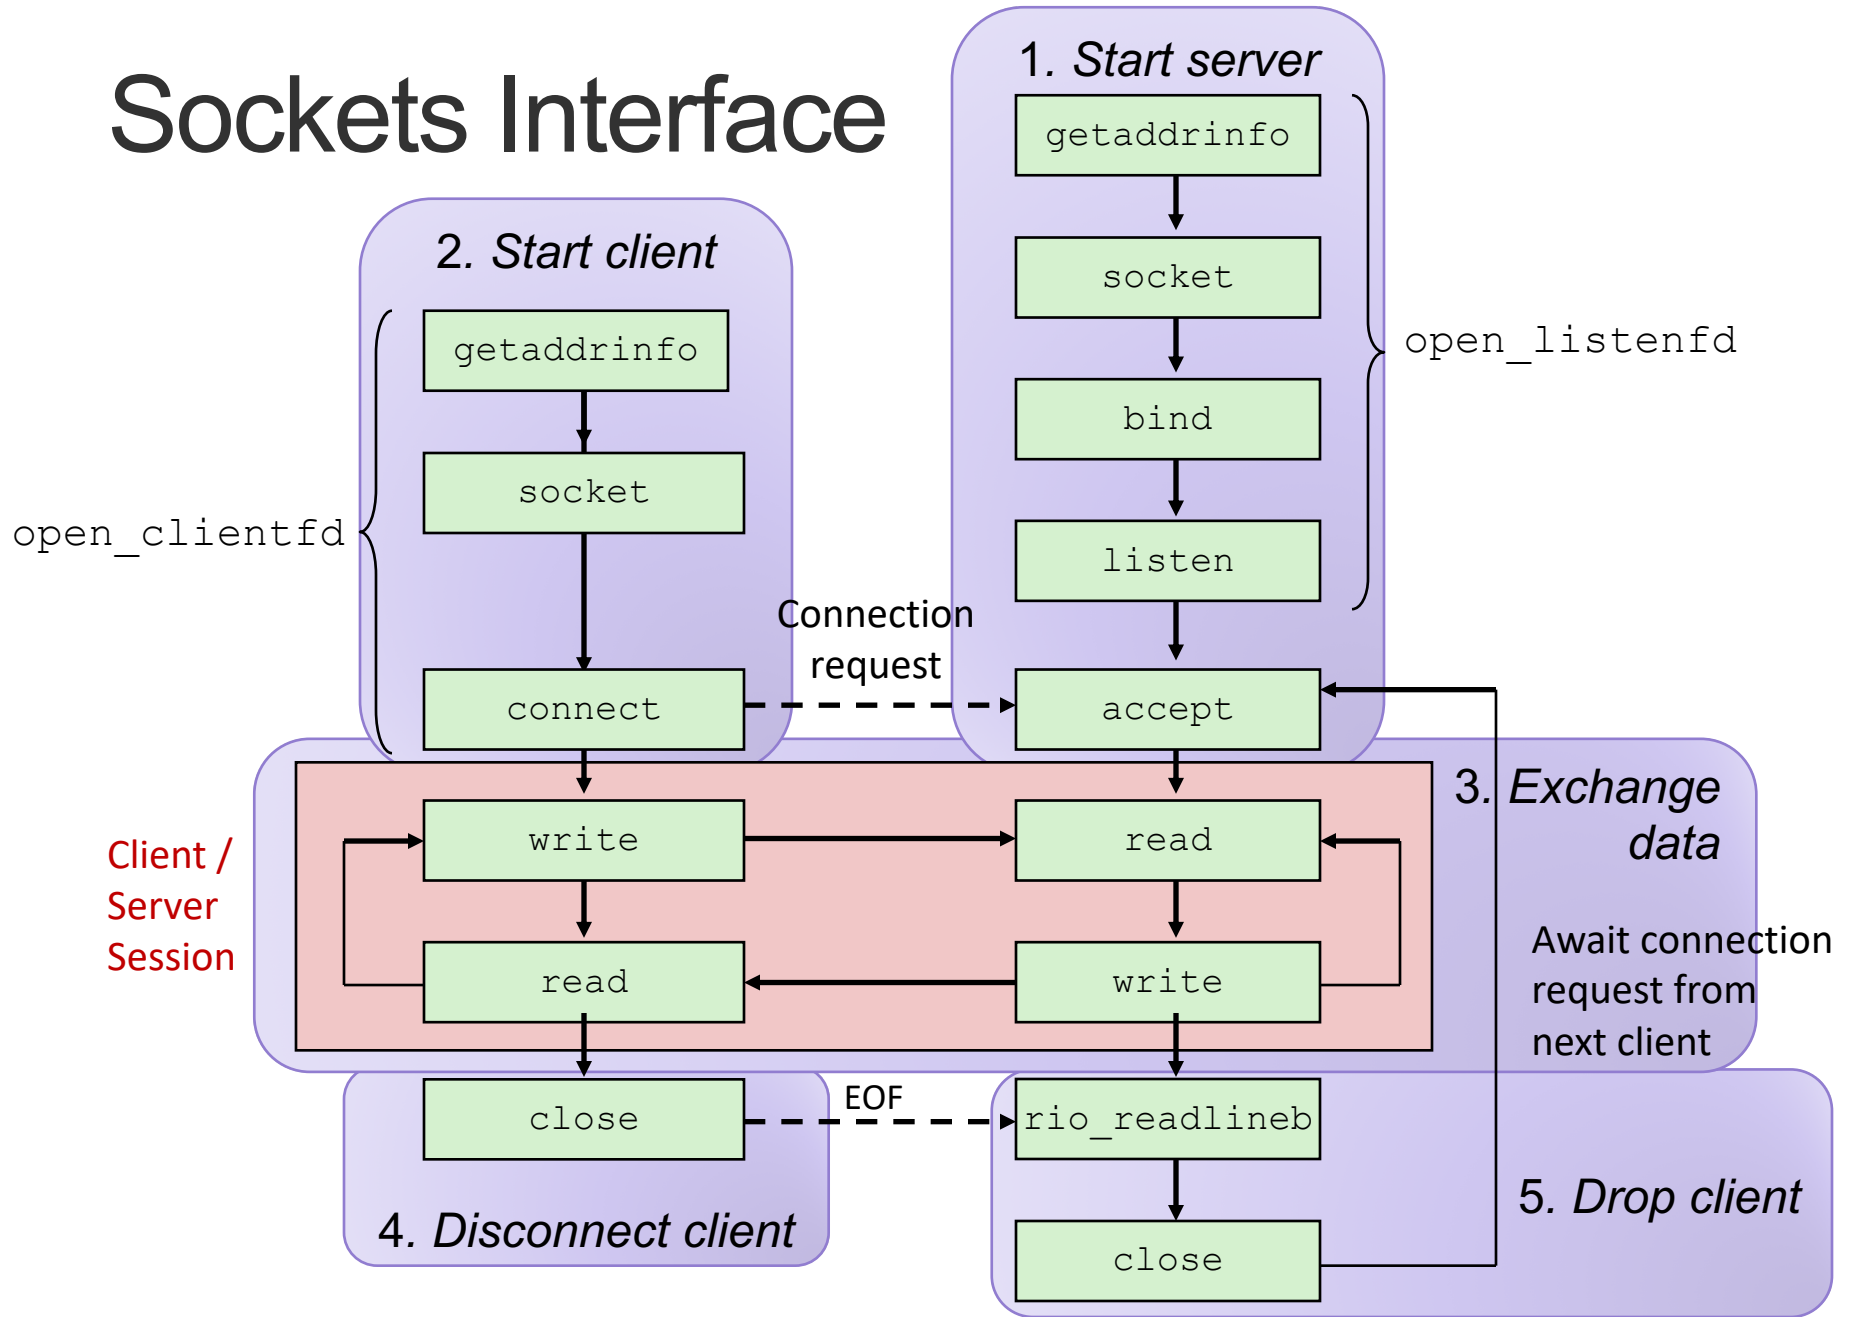 Sockets Interface
1. Start server
getaddrinfo
socket
bind
listen
accept
open_listenfd
2. Start client
getaddrinfo
socket
connect
open_clientfd
Connection
request
3. Exchange
data
Client /
Server
Session
write
read
read
write
Await connection
request from
next client
close
EOF
rio_readlineb
4. Disconnect client
close
5. Drop client